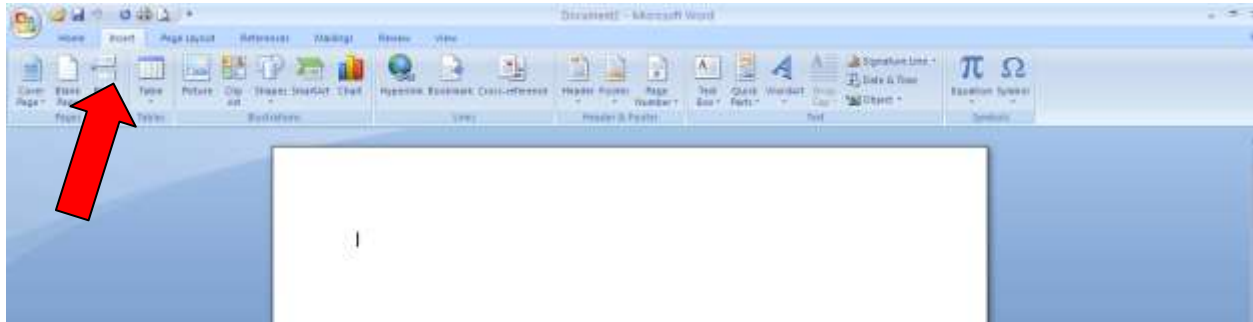 Document2 - Microsoft Word
Home Insert Page Layout References Mailings Review View
Cover Page
Blank Page
Table
Picture
Clip Art
Shapes
SmartArt
Chart
Hyperlink
Bookmark
Cross-reference
Header
Footer
Page Number
Text Box
Quick Parts
WordArt
Drop Cap
Signature Line
Date & Time
Object
Equation
Symbol
Pages
Tables
Illustrations
Links
Header & Footer
Text
Symbols